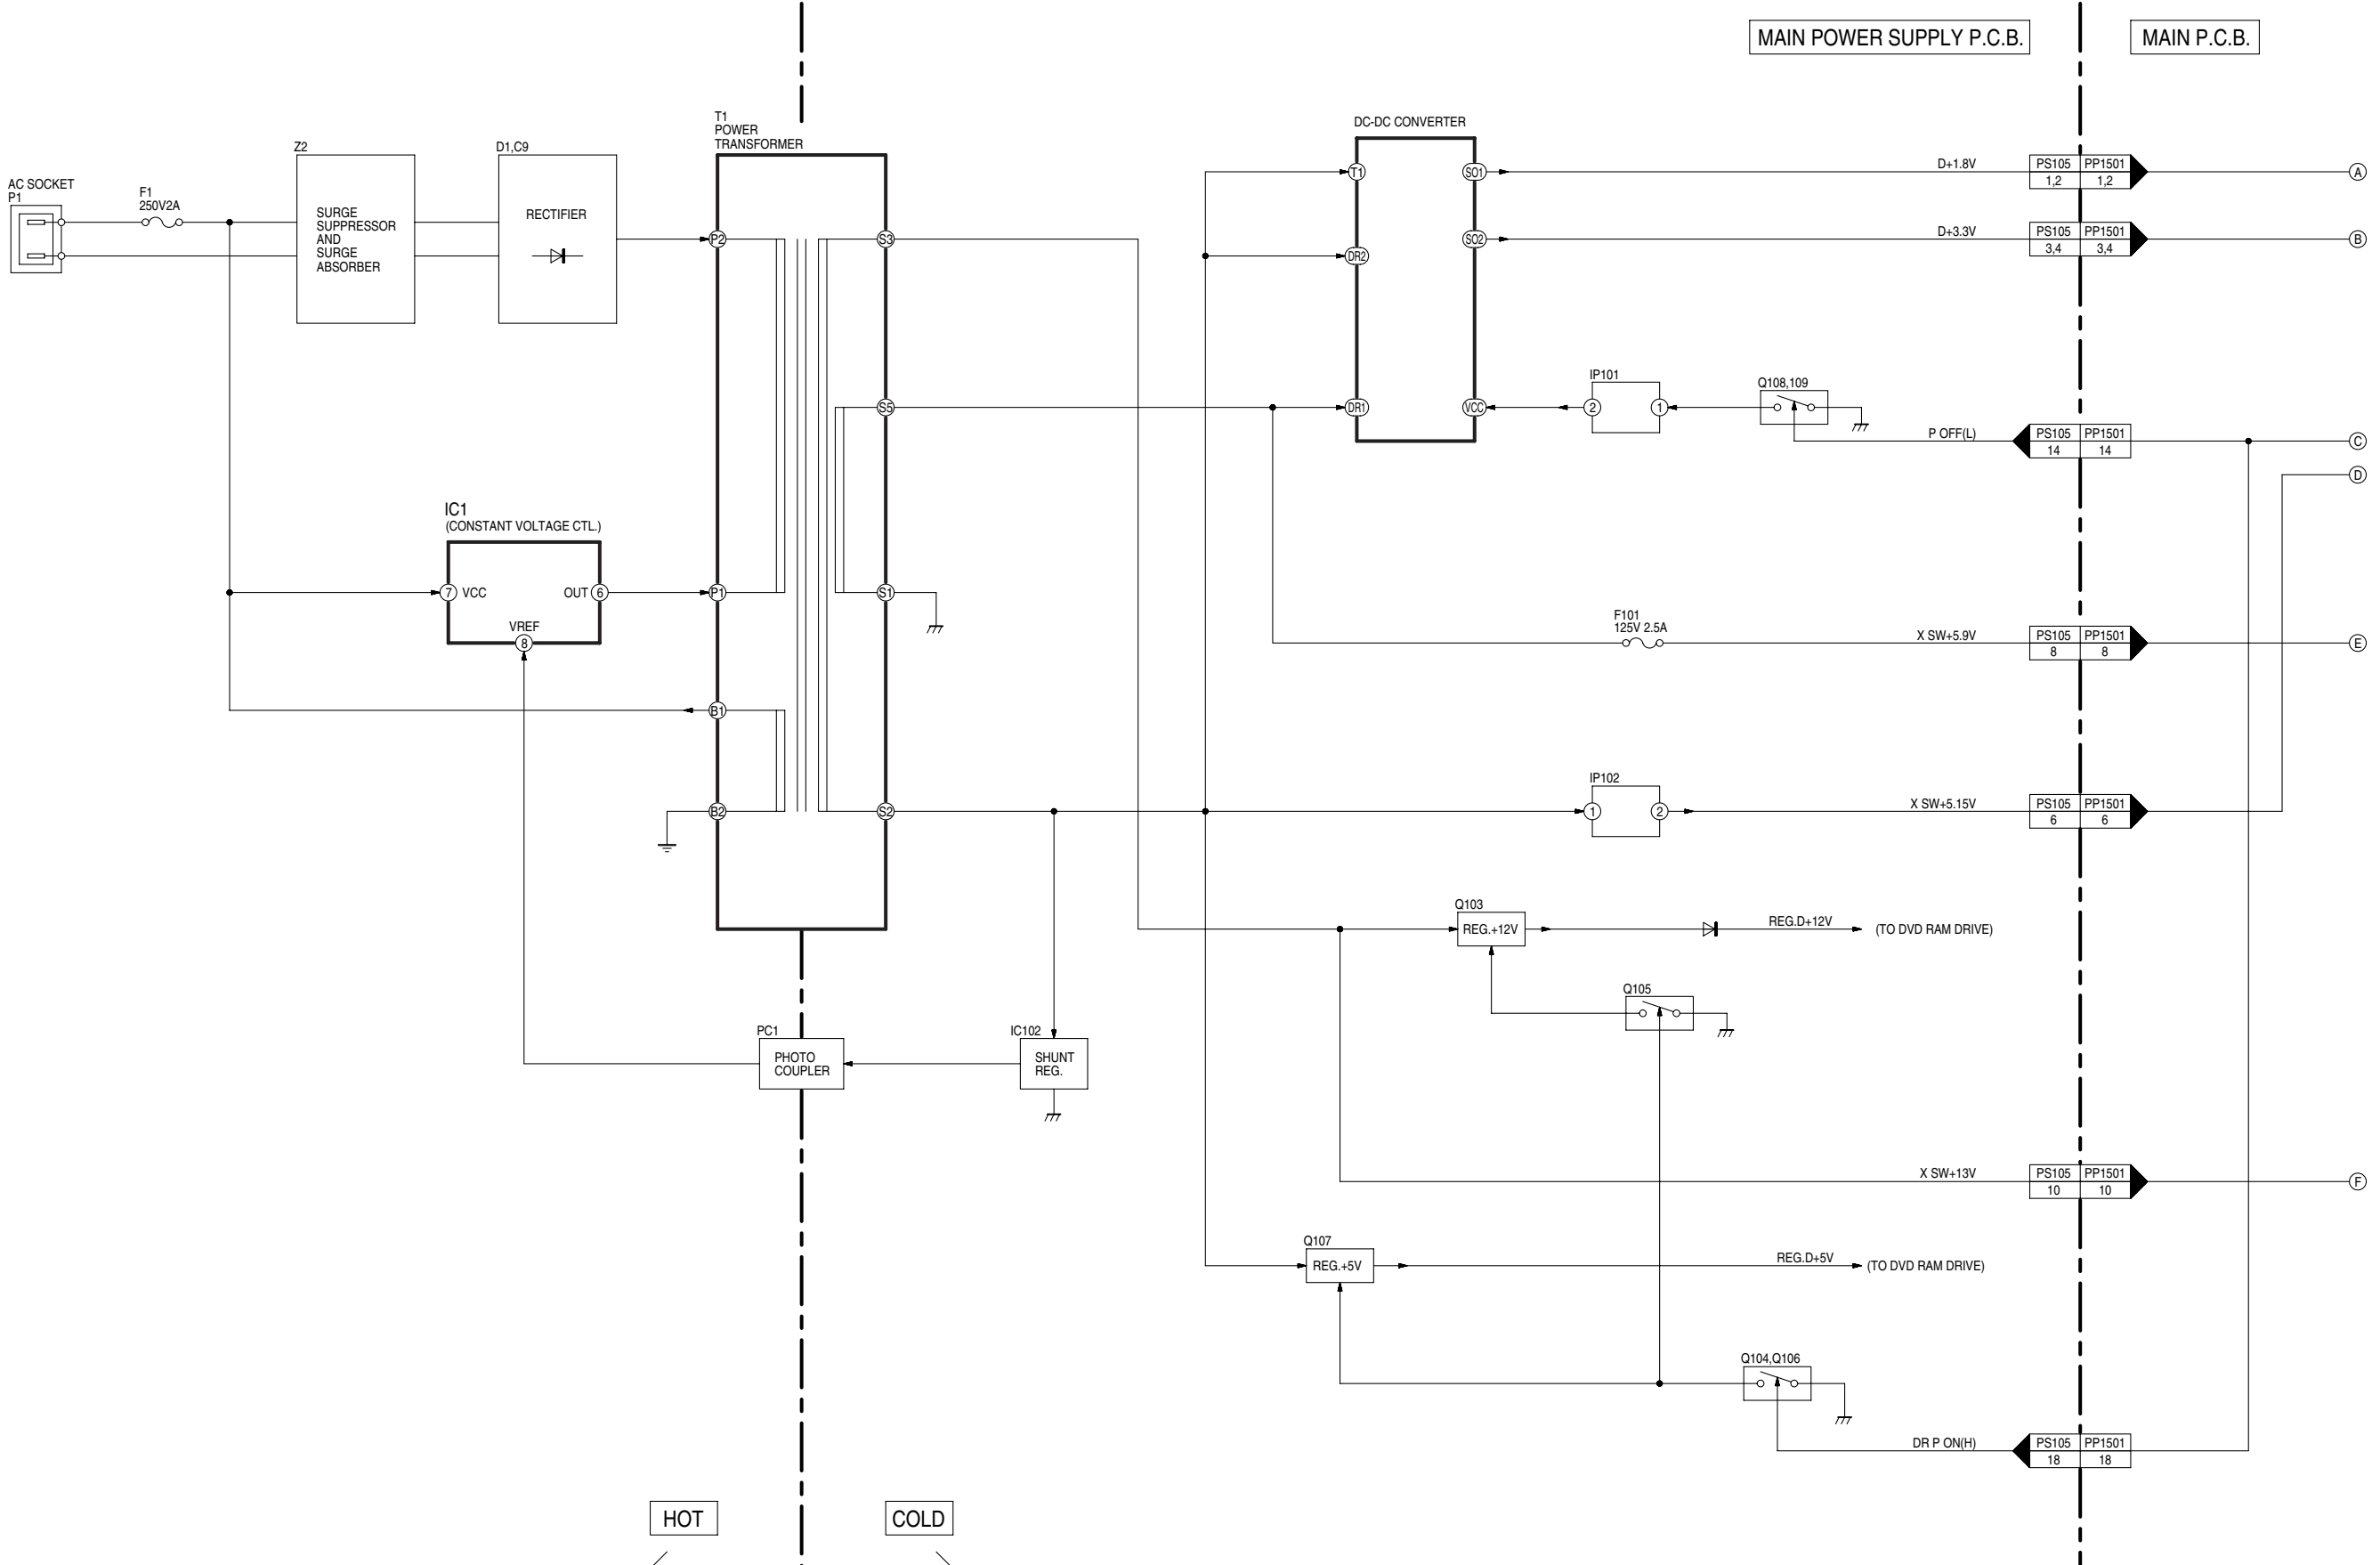 MAIN POWER SUPPLY P.C.B.
MAIN P.C.B.
T1
POWER
TRANSFORMER
DC-DC CONVERTER
Z2
D1,C9
AC SOCKET
P1
F1
250V2A
SURGE
SUPPRESSOR
AND
SURGE
ABSORBER
RECTIFIER
P2
S3
S5
P1
S1
B1
B2
S2
T1
DR2
DR1
SO1
SO2
VCC
D+1.8V
PS105
PP1501
1,2
1,2
A
D+3.3V
PS105
PP1501
3,4
3,4
B
IP101
2
1
Q108,109
P OFF(L)
PS105
PP1501
14
14
C
D
IC1
(CONSTANT VOLTAGE CTL.)
7
VCC
OUT
6
VREF
8
F101
125V 2.5A
X SW+5.9V
PS105
PP1501
8
8
E
IP102
1
2
X SW+5.15V
PS105
PP1501
6
6
Q103
REG.+12V
REG.D+12V
(TO DVD RAM DRIVE)
Q105
PC1
PHOTO
COUPLER
IC102
SHUNT
REG.
X SW+13V
PS105
PP1501
10
10
F
Q107
REG.+5V
REG.D+5V
(TO DVD RAM DRIVE)
Q104,Q106
DR P ON(H)
PS105
PP1501
18
18
HOT
COLD